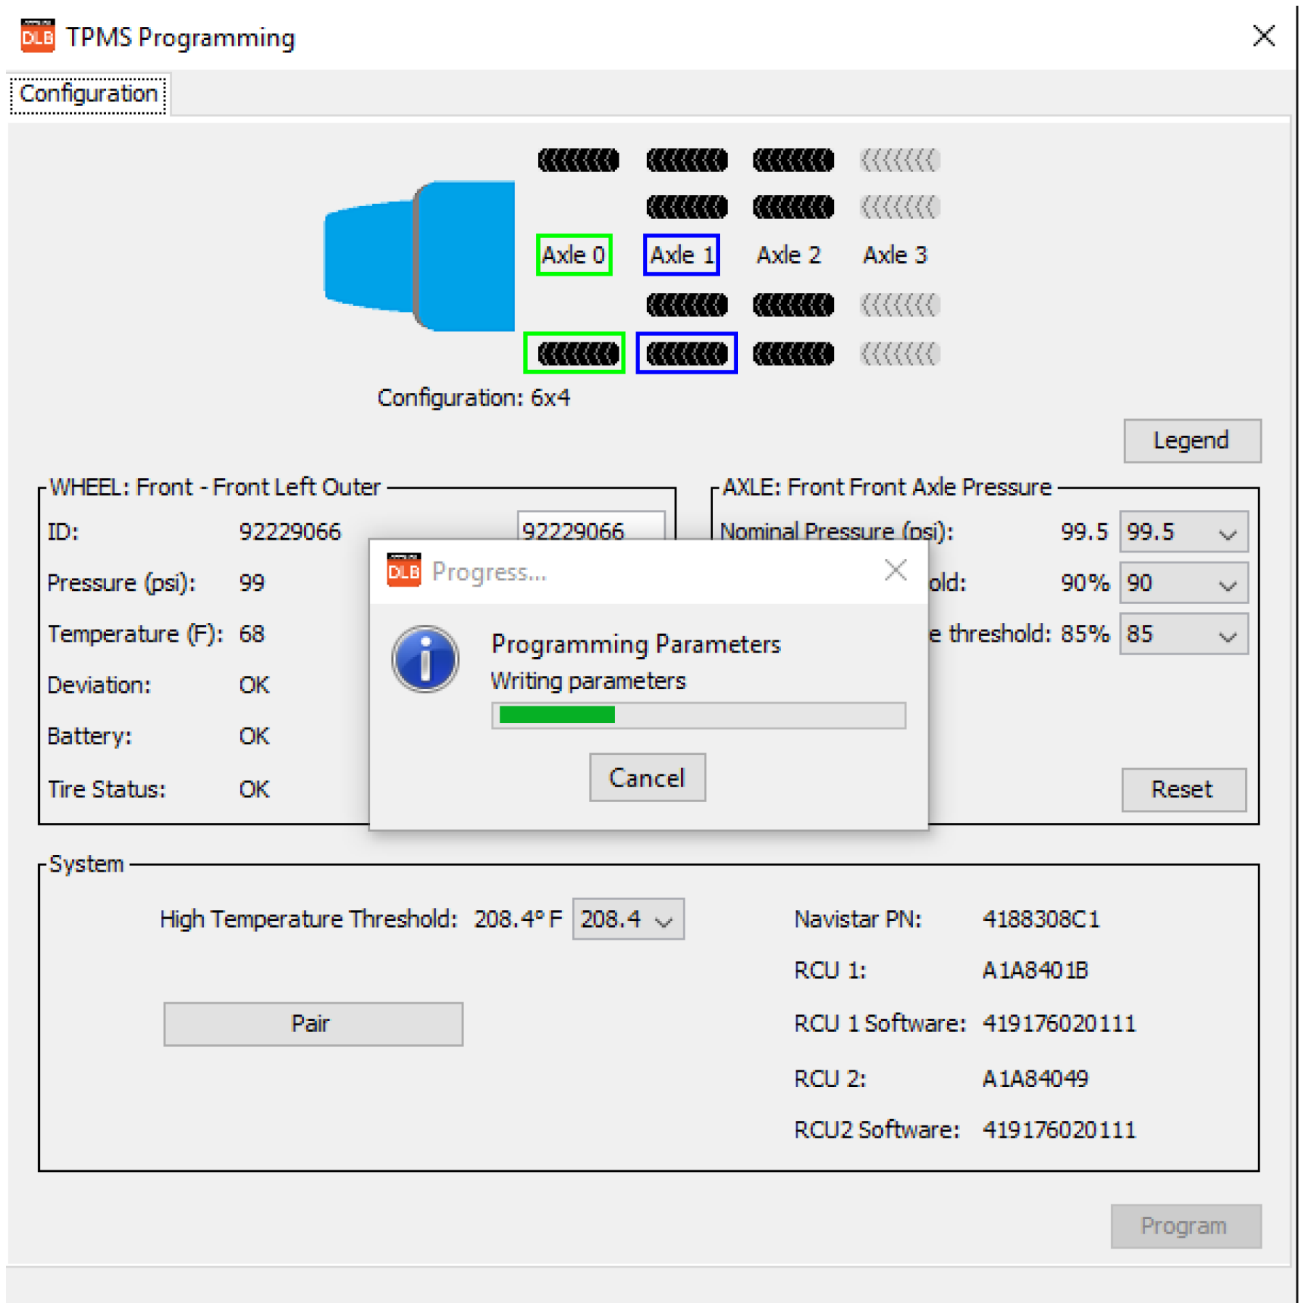 DLB TPMS Programming
Configuration
Axle 0 Axle 1 Axle 2 Axle 3
Configuration: 6x4
Legend
WHEEL: Front - Front Left Outer
ID: 92229066 92229066
Pressure (psi): 99
Temperature (F): 68
Deviation: OK
Battery: OK
Tire Status: OK
AXLE: Front Front Axle Pressure
Nominal Pressure (psi): 99.5 99.5
old: 90% 90
e threshold: 85% 85
Reset
DLB Progress...
Programming Parameters
Writing parameters
Cancel
System
High Temperature Threshold: 208.4° F 208.4
Pair
Navistar PN: 4188308C1
RCU 1: A1A8401B
RCU 1 Software: 419176020111
RCU 2: A1A84049
RCU2 Software: 419176020111
Program